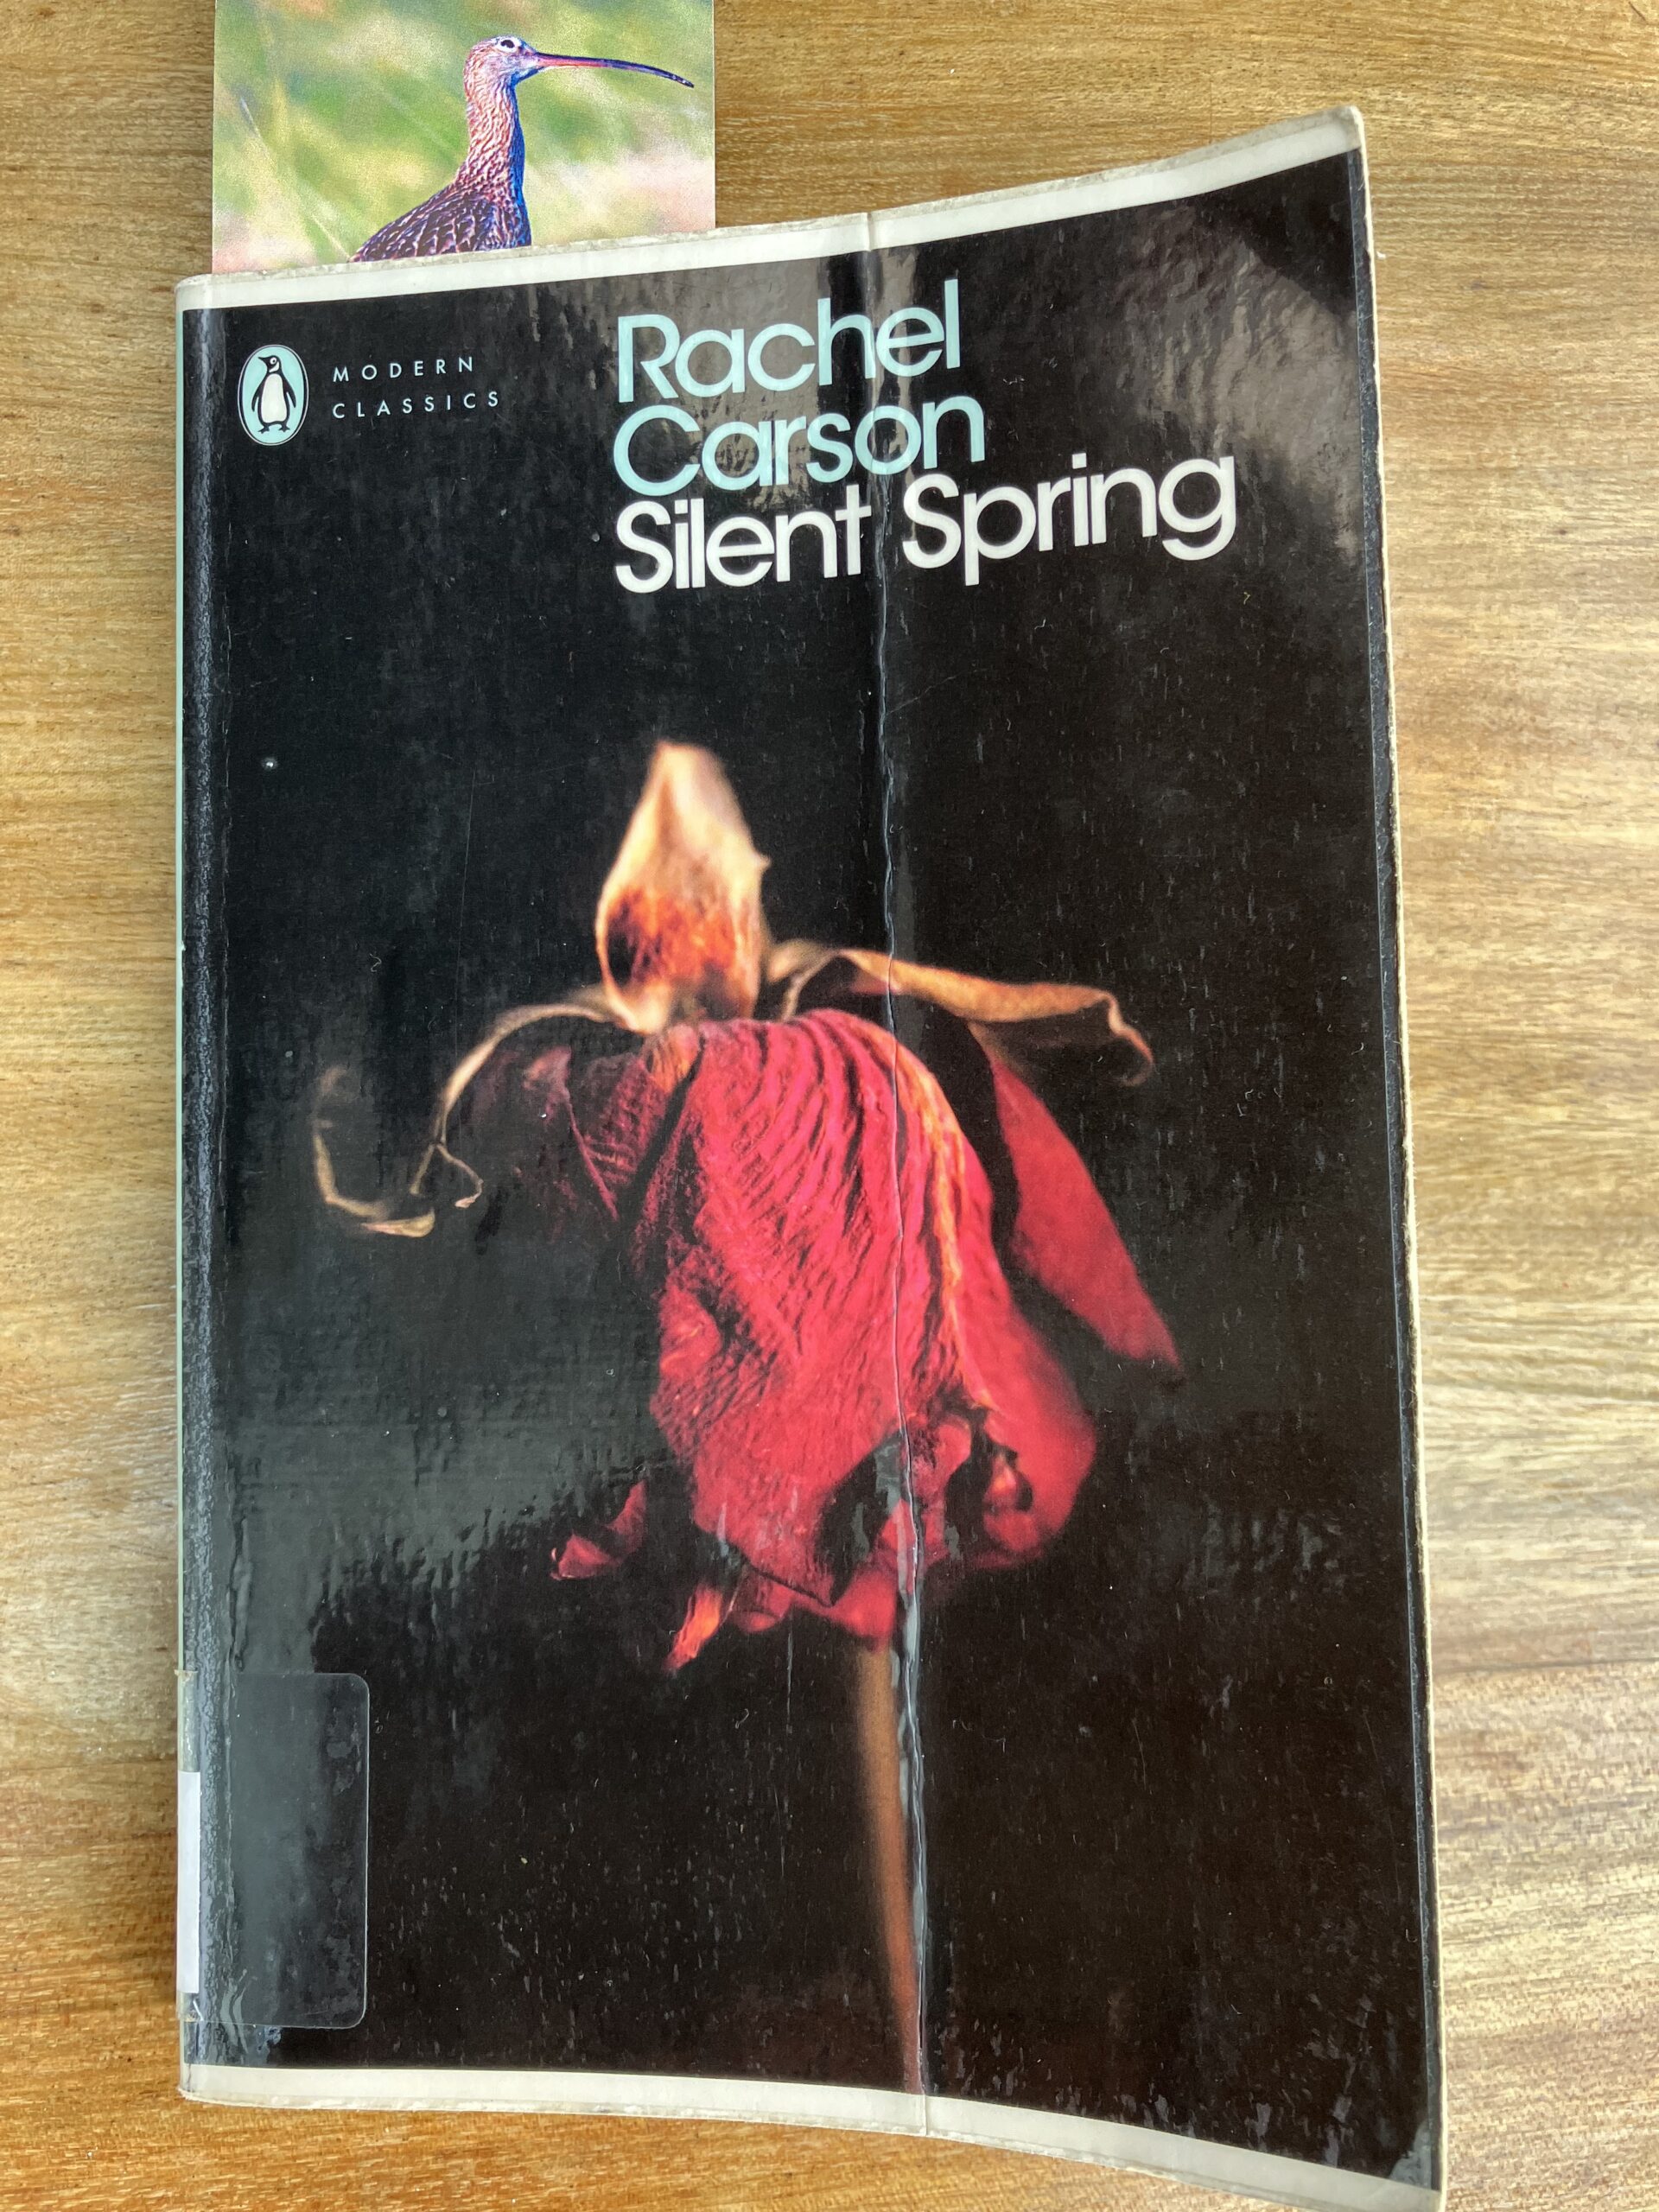 MODERN
CLASSICS
Rachel
Carson
Silent Spring